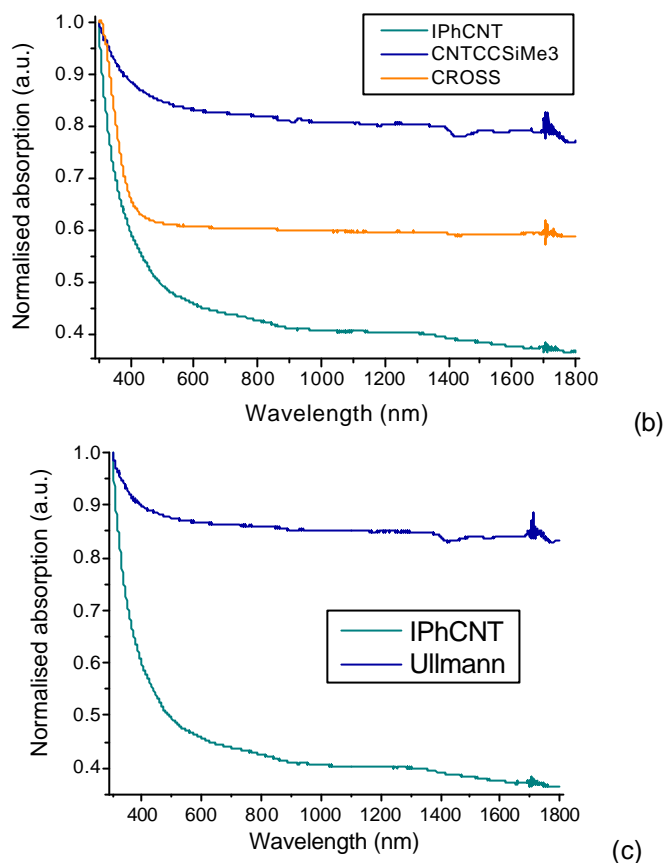 IPhCNT
CNTCCSiMe3
CROSS
1.0
0.9
0.8
0.7
0.6
0.5
0.4
Normalised absorption (a.u.)
400 600 800 1000 1200 1400 1600 1800
Wavelength (nm)
(b)
1.0
0.9
0.8
0.7
0.6
0.5
0.4
Normalised absorption (a.u.)
IPhCNT
Ullmann
400 600 800 1000 1200 1400 1600 1800
Wavelength (nm)
(c)